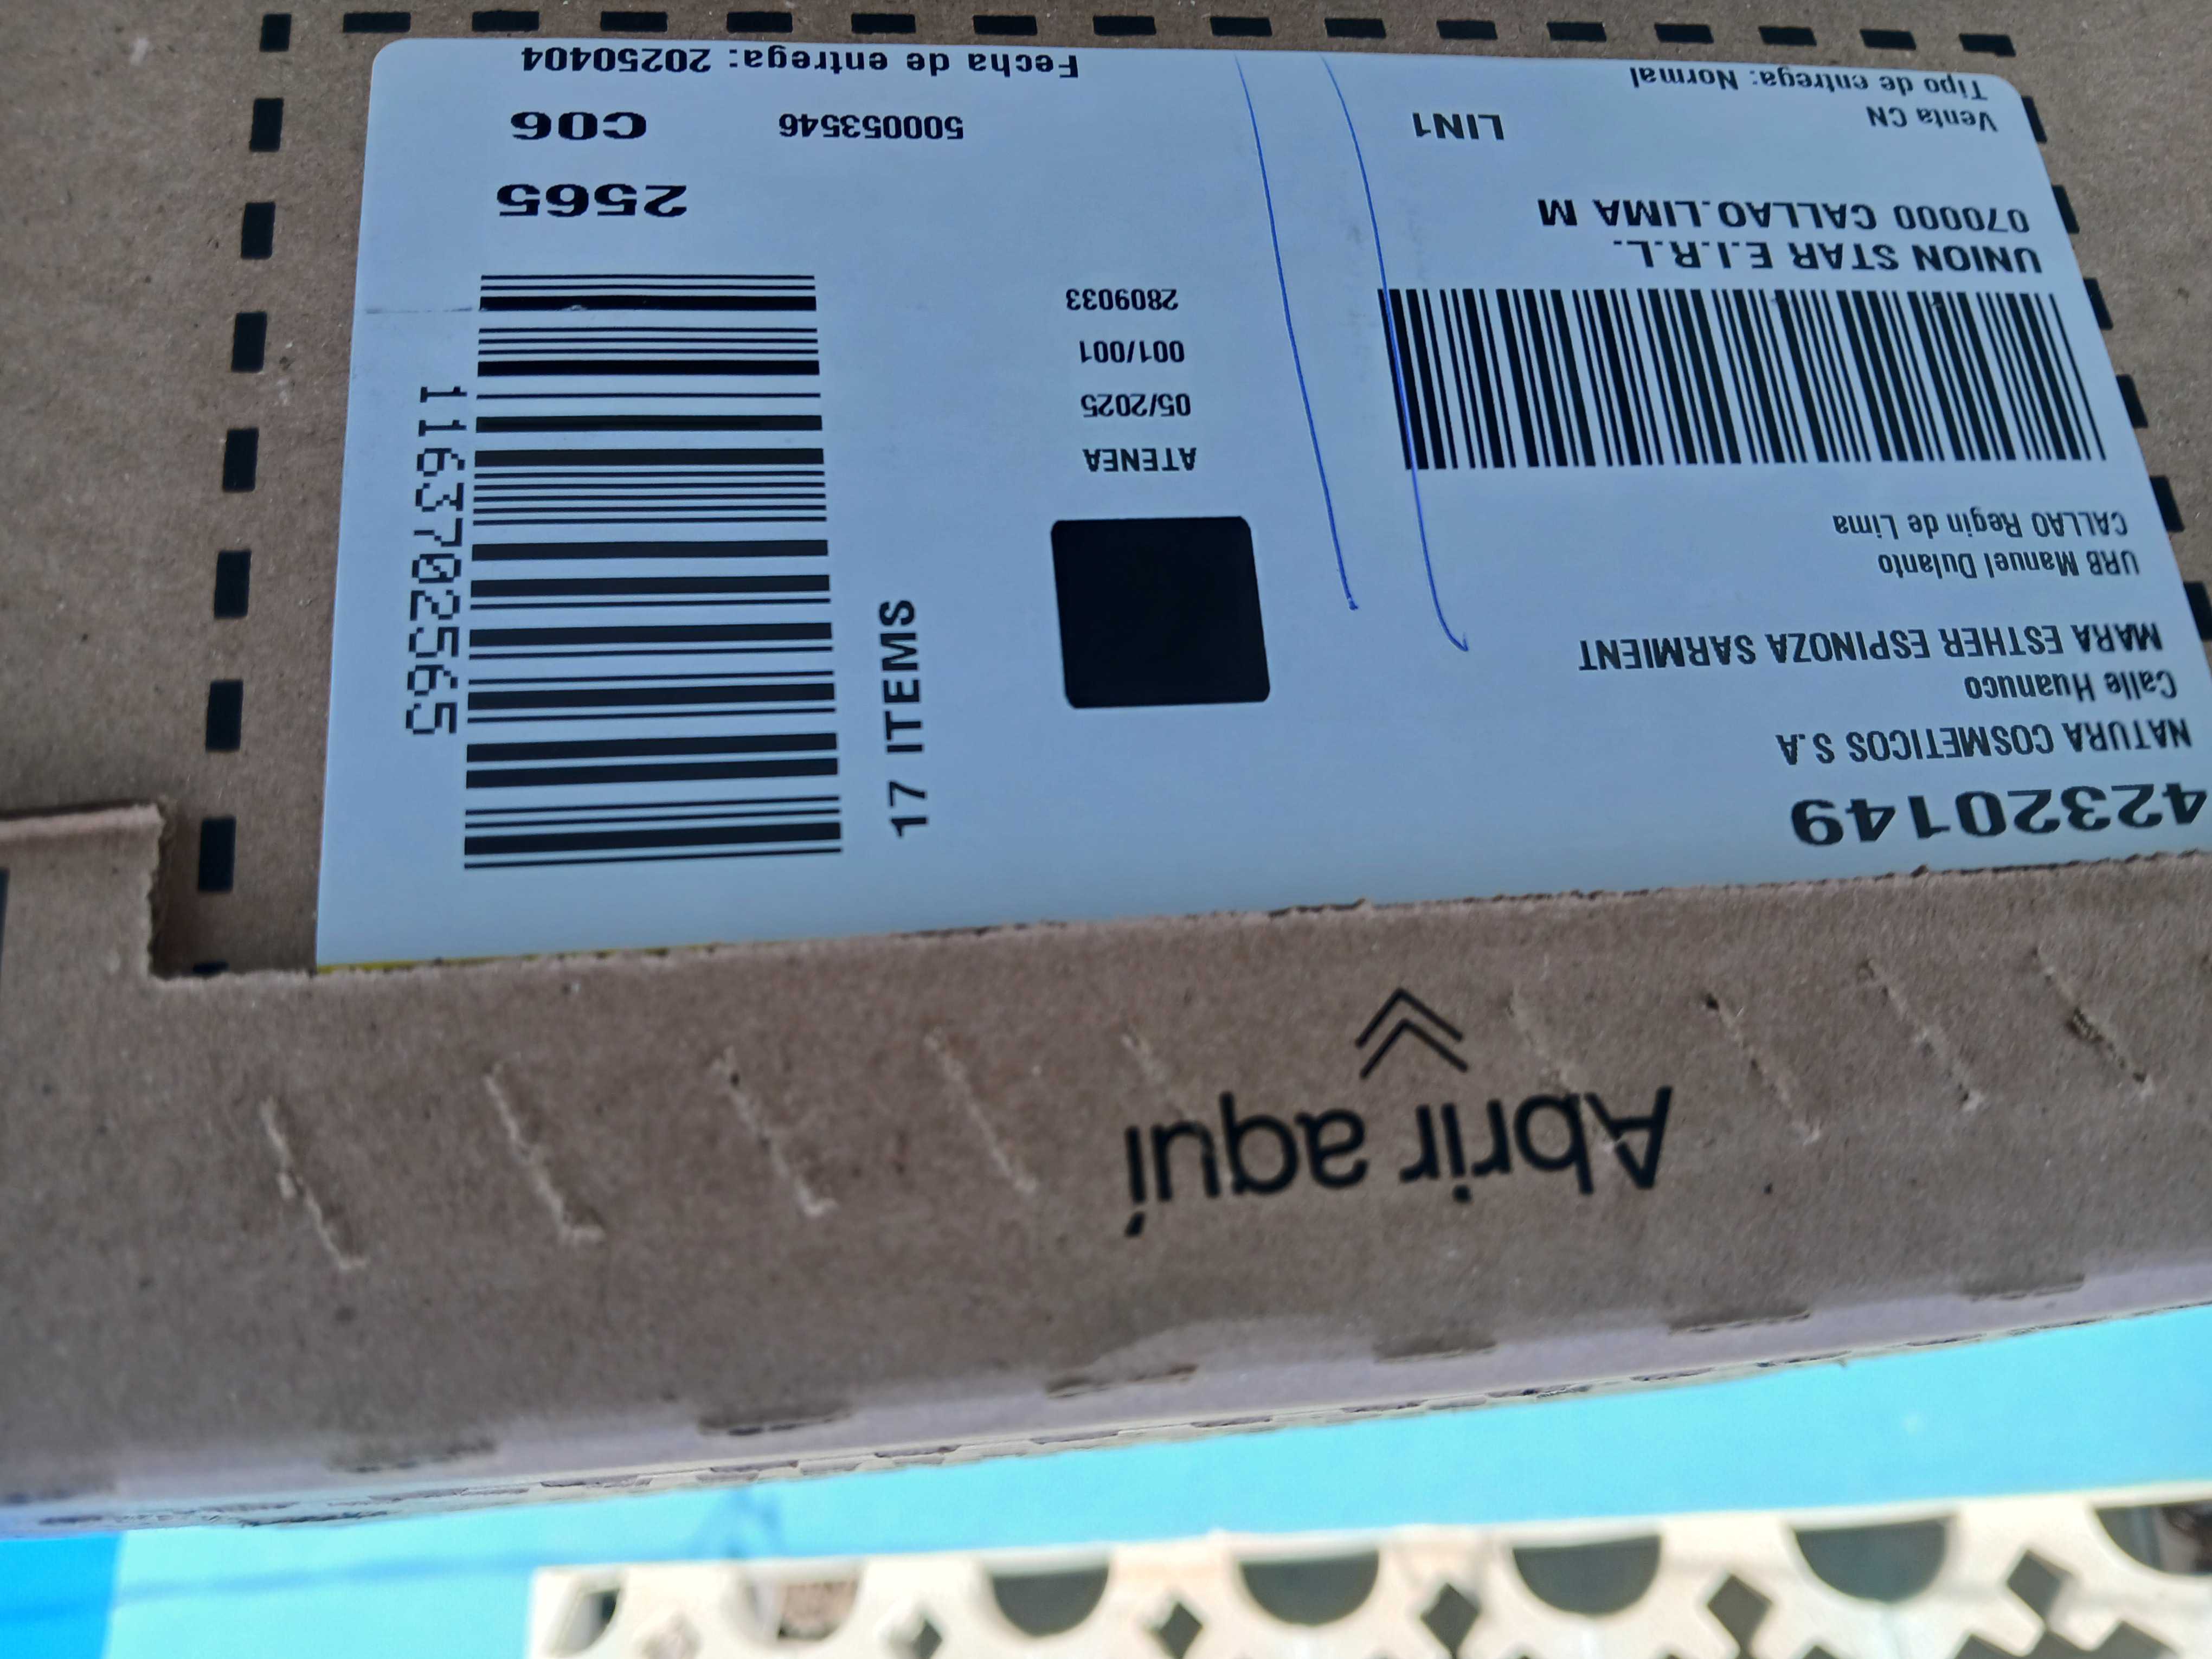 42320149
NATURA COSMETICOS S.A
Calle Huanuco
MARA ESTHER ESPINOZA SARMIENT
URB Manuel Dulanto
CALLAO Regin de Lima
UNION STAR E.I.R.L.
070000 CALLAO.LIMA M
Venta CN
LIN1
Tipo de entrega: Normal
ATENEA
05/2025
001/001
2809033
17 ITEMS
1163702565
2565
500053546
C06
Fecha de entrega: 20250404
Abrir aquí